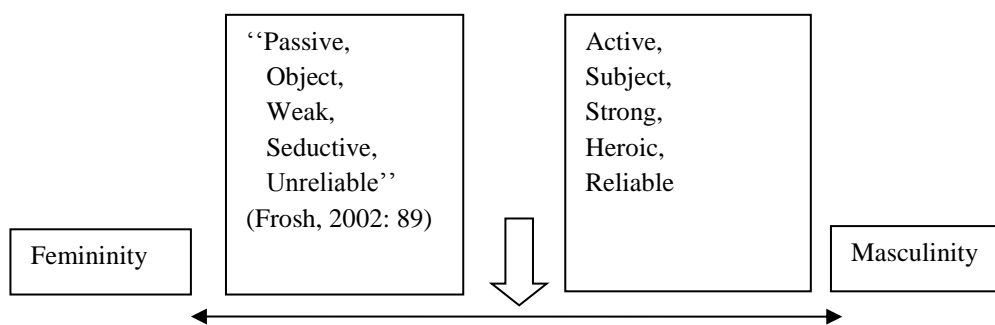 ‘‘Passive,
Object,
Weak,
Seductive,
Unreliable’’
(Frosh, 2002: 89)
Active,
Subject,
Strong,
Heroic,
Reliable
Femininity
Masculinity